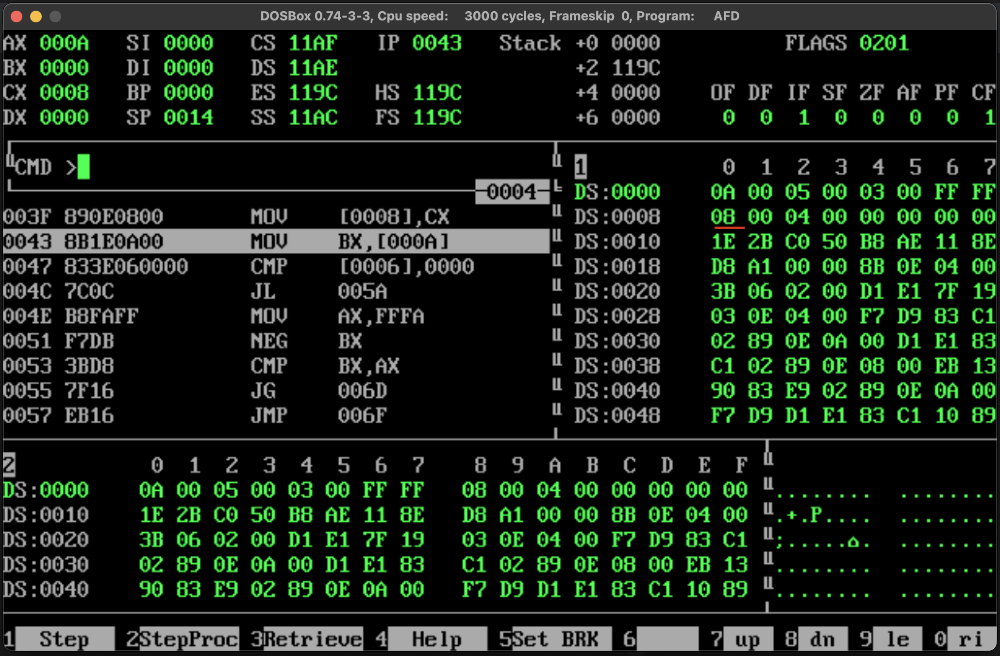 DOSBox 0.74-3-3, Cpu speed: 3000 cycles, Frameskip 0, Program: AFD
AX 000A SI 0000 CS 11AF IP 0043 Stack +0 0000 FLAGS 0201
BX 0000 DI 0000 DS 11AE +2 119C
CX 0008 BP 0000 ES 119C HS 119C +4 0000 OF DF IF SF ZF AF PF CF
DX 0000 SP 0014 SS 11AC FS 119C +6 0000 0 0 1 0 0 0 0 1
CMD >
0004
003F 890E0800 MOV [0008],CX
0043 8B1E0A00 MOV BX,[000A]
0047 833E060000 CMP [0006],0000
004C 7C0C JL 005A
004E B8FAFF MOV AX,FFFA
0051 F7DB NEG BX
0053 3BD8 CMP BX,AX
0055 7F16 JG 006D
0057 EB16 JMP 006F
1 0 1 2 3 4 5 6 7
DS:0000 0A 00 05 00 03 00 FF FF
DS:0008 08 00 04 00 00 00 00 00
DS:0010 1E 2B C0 50 B8 AE 11 8E
DS:0018 D8 A1 00 00 8B 0E 04 00
DS:0020 3B 06 02 00 D1 E1 7F 19
DS:0028 03 0E 04 00 F7 D9 83 C1
DS:0030 02 89 0E 0A 00 D1 E1 83
DS:0038 C1 02 89 0E 08 00 EB 13
DS:0040 90 83 E9 02 89 0E 0A 00
DS:0048 F7 D9 D1 E1 83 C1 10 89
2 0 1 2 3 4 5 6 7 8 9 A B C D E F
DS:0000 0A 00 05 00 03 00 FF FF 08 00 04 00 00 00 00 00 ........ ........
DS:0010 1E 2B C0 50 B8 AE 11 8E D8 A1 00 00 8B 0E 04 00 .+.P.... ........
DS:0020 3B 06 02 00 D1 E1 7F 19 03 0E 04 00 F7 D9 83 C1 ;.....⌂. ........
DS:0030 02 89 0E 0A 00 D1 E1 83 C1 02 89 0E 08 00 EB 13 ........ ........
DS:0040 90 83 E9 02 89 0E 0A 00 F7 D9 D1 E1 83 C1 10 89 ........ ........
1 Step 2StepProc 3Retrieve 4 Help 5Set BRK 6 7 up 8 dn 9 le 0 ri